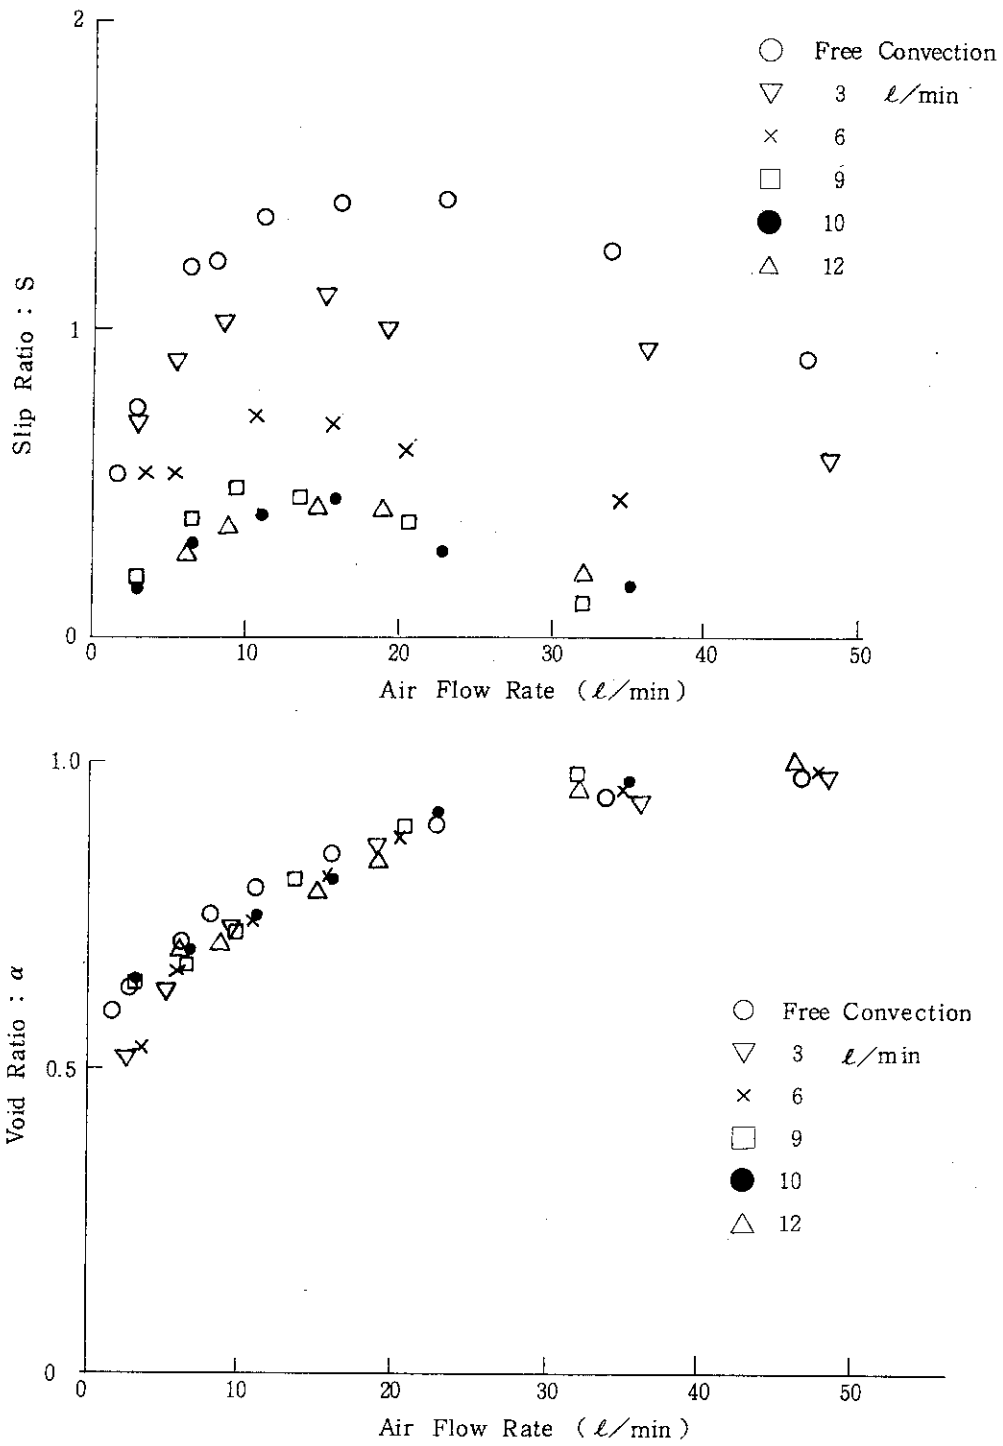 2
Free Convection
3 ℓ/min
6
9
10
12
Slip Ratio : S
1
0
0 10 20 30 40 50
Air Flow Rate (ℓ/min)
1.0
Void Ratio : α
0.5
Free Convection
3 ℓ/min
6
9
10
12
0
0 10 20 30 40 50
Air Flow Rate (ℓ/min)